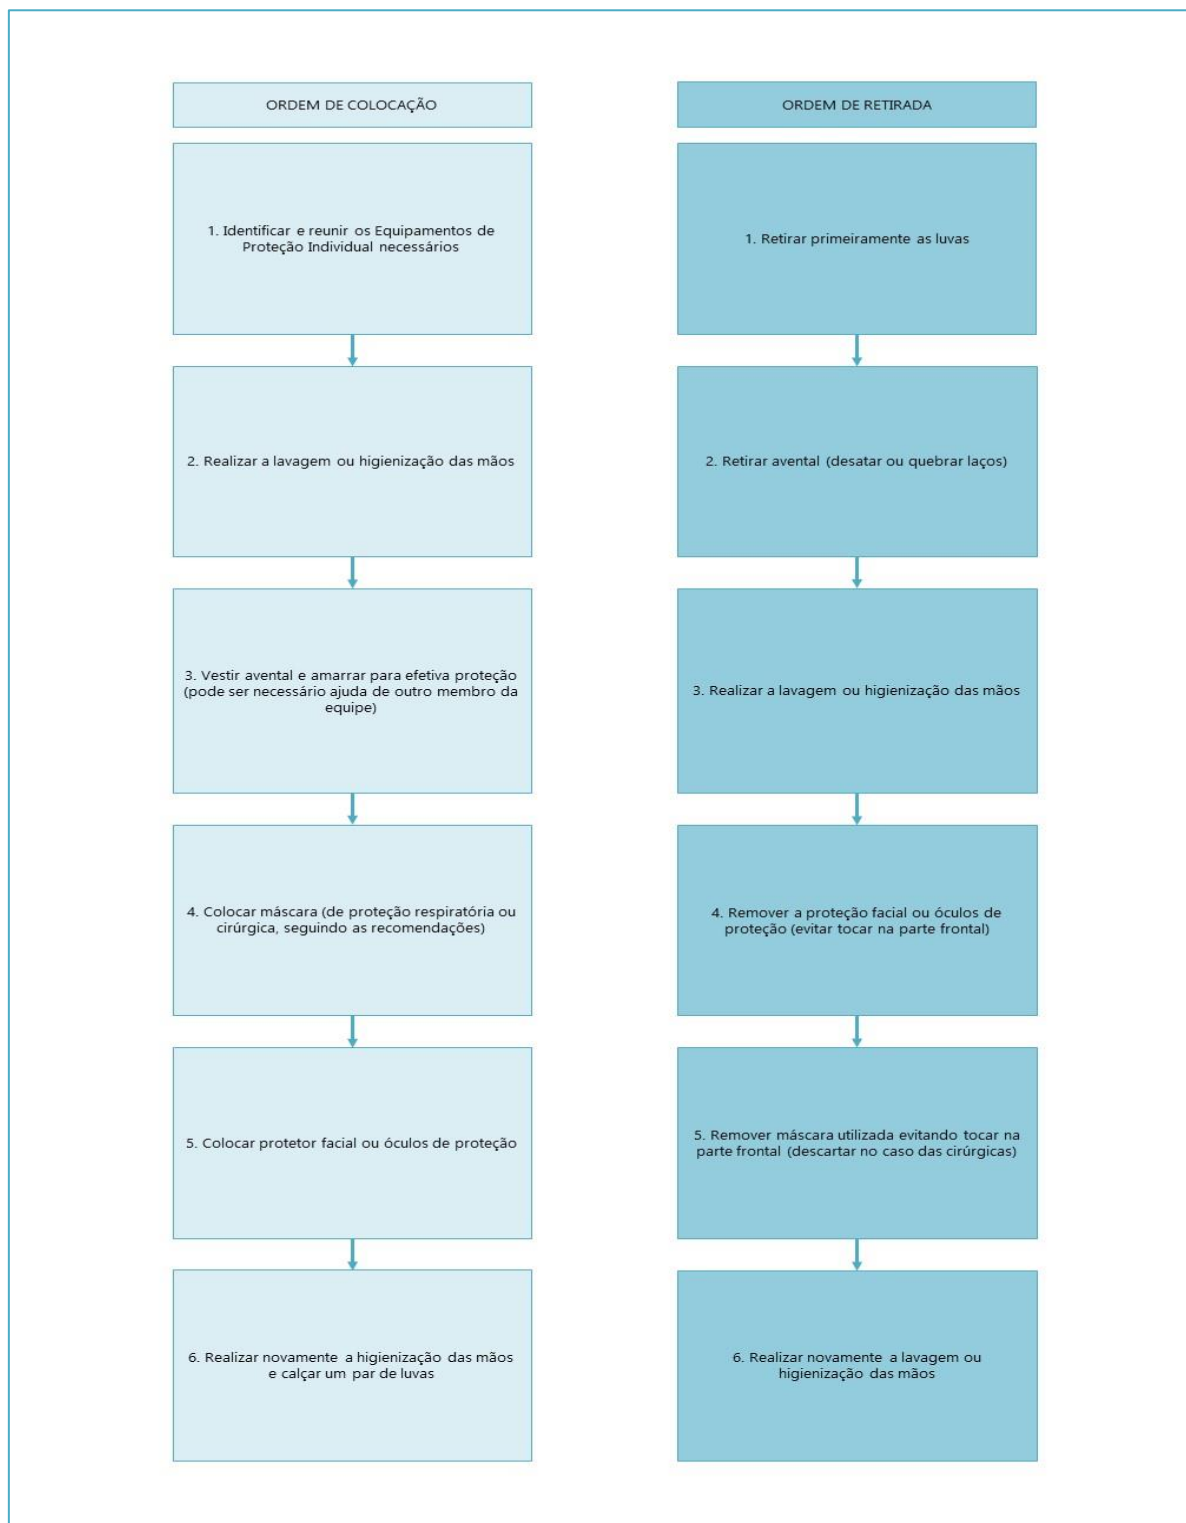 ORDEM DE COLOCAÇÃO
1. Identificar e reunir os Equipamentos de
Proteção Individual necessários
2. Realizar a lavagem ou higienização das mãos
3. Vestir avental e amarrar para efetiva proteção
(pode ser necessário ajuda de outro membro da
equipe)
4. Colocar máscara (de proteção respiratória ou
cirúrgica, seguindo as recomendações)
5. Colocar protetor facial ou óculos de proteção
6. Realizar novamente a higienização das mãos
e calçar um par de luvas
ORDEM DE RETIRADA
1. Retirar primeiramente as luvas
2. Retirar avental (desatar ou quebrar laços)
3. Realizar a lavagem ou higienização das mãos
4. Remover a proteção facial ou óculos de
proteção (evitar tocar na parte frontal)
5. Remover máscara utilizada evitando tocar na
parte frontal (descartar no caso das cirúrgicas)
6. Realizar novamente a lavagem ou
higienização das mãos